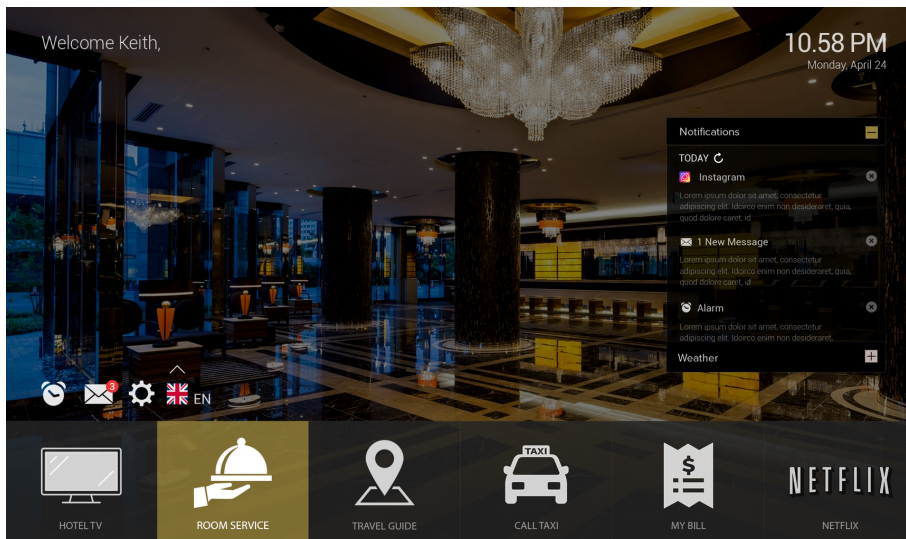 Welcome Keith,
10.58 PM
Monday, April 24
Notifications
TODAY
Instagram
Lorem ipsum dolor sit amet, consectetur
adipiscing elit. Idcirco enim non desideraret, quia,
quod dolore caret, id
1 New Message
Lorem ipsum dolor sit amet, consectetur
adipiscing elit. Idcirco enim non desideraret, quia,
quod dolore caret, id
Alarm
Lorem ipsum dolor sit amet, consectetur
adipiscing elit. Idcirco enim non desideraret,
Weather
3
EN
TAXI
$
NETFLIX
HOTEL TV
ROOM SERVICE
TRAVEL GUIDE
CALL TAXI
MY BILL
NETFLIX